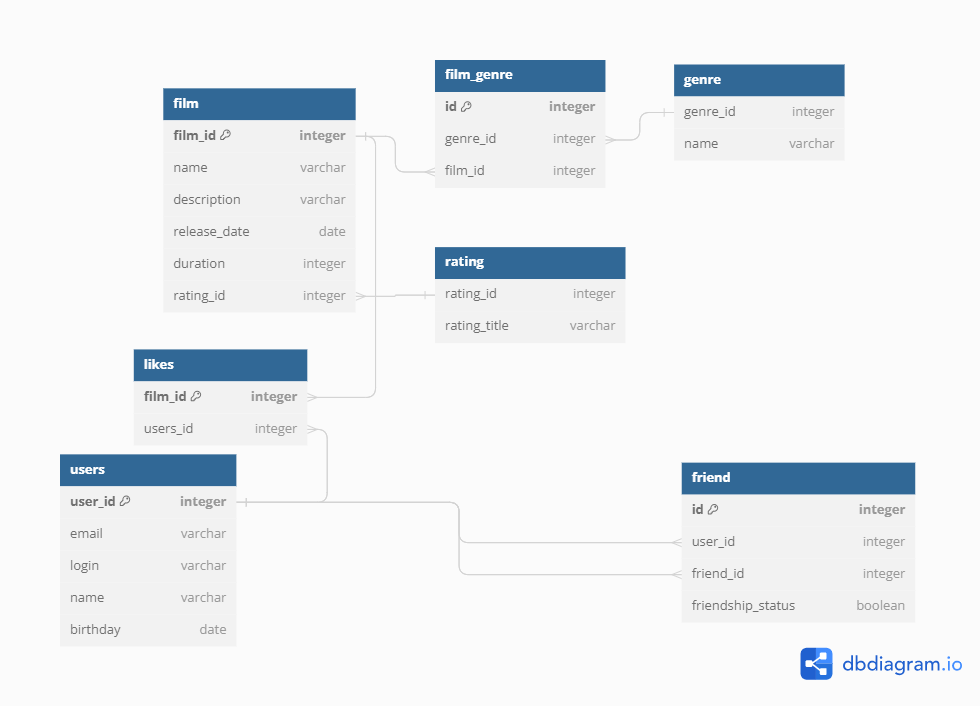 film
film_id integer
name varchar
description varchar
release_date date
duration integer
rating_id integer
film_genre
id integer
genre_id integer
film_id integer
genre
genre_id integer
name varchar
rating
rating_id integer
rating_title varchar
likes
film_id integer
users_id integer
users
user_id integer
email varchar
login varchar
name varchar
birthday date
friend
id integer
user_id integer
friend_id integer
friendship_status boolean
dbdiagram.io